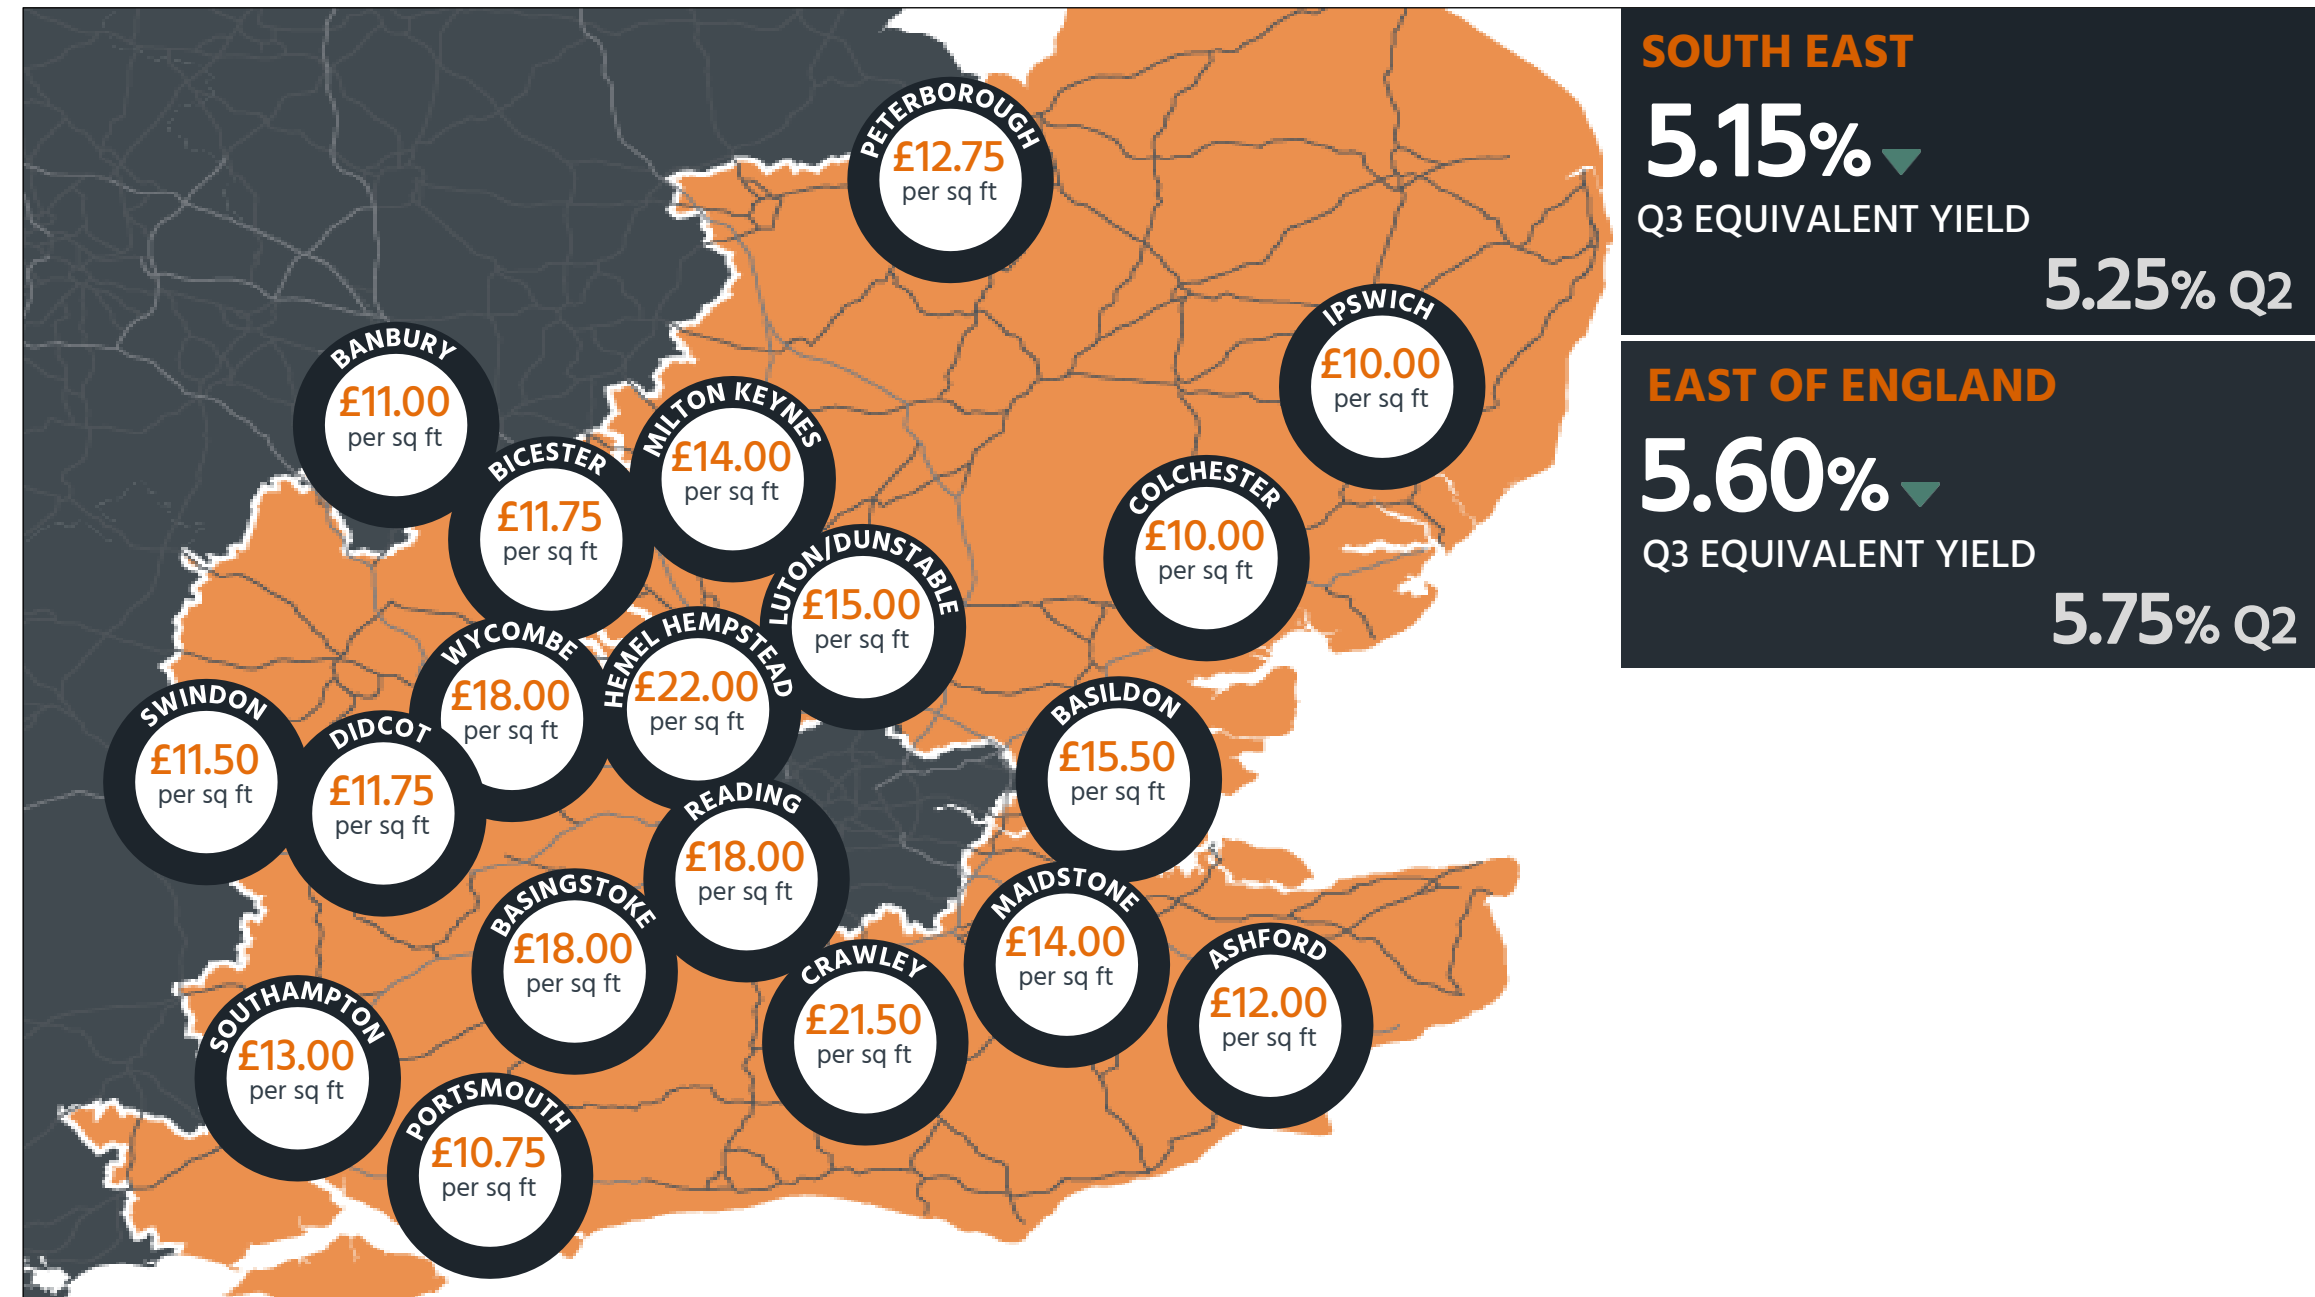 SOUTH EAST
5.15%
Q3 EQUIVALENT YIELD
5.25% Q2
EAST OF ENGLAND
5.60%
Q3 EQUIVALENT YIELD
5.75% Q2
PETERBOROUGH
£12.75
per sq ft
IPSWICH
£10.00
per sq ft
BANBURY
£11.00
per sq ft
MILTON KEYNES
£14.00
per sq ft
BICESTER
£11.75
per sq ft
COLCHESTER
£10.00
per sq ft
LUTON/DUNSTABLE
£15.00
per sq ft
WYCOMBE
£18.00
per sq ft
HEMEL HEMPSTEAD
£22.00
per sq ft
SWINDON
£11.50
per sq ft
DIDCOT
£11.75
per sq ft
BASILDON
£15.50
per sq ft
READING
£18.00
per sq ft
BASINGSTOKE
£18.00
per sq ft
MAIDSTONE
£14.00
per sq ft
CRAWLEY
£21.50
per sq ft
ASHFORD
£12.00
per sq ft
SOUTHAMPTON
£13.00
per sq ft
PORTSMOUTH
£10.75
per sq ft